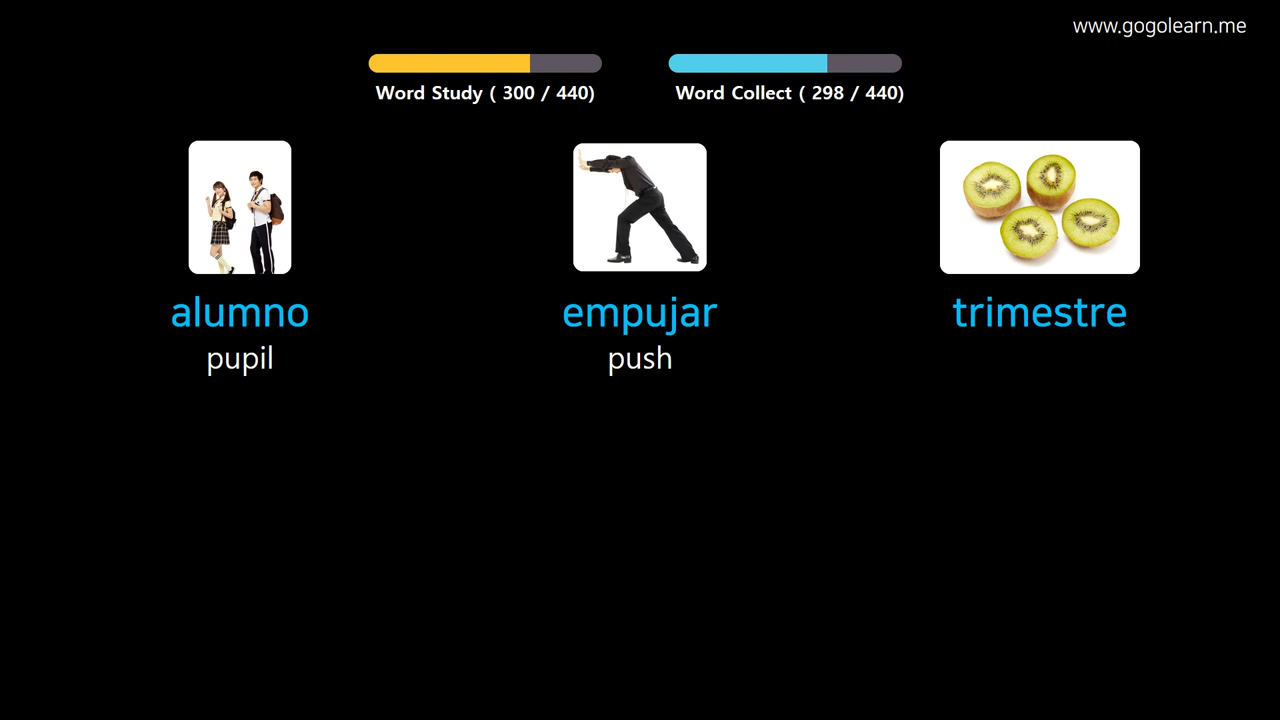 www.gogolearn.me
Word Study ( 300 / 440)
Word Collect ( 298 / 440)
alumno
empujar
trimestre
pupil
push